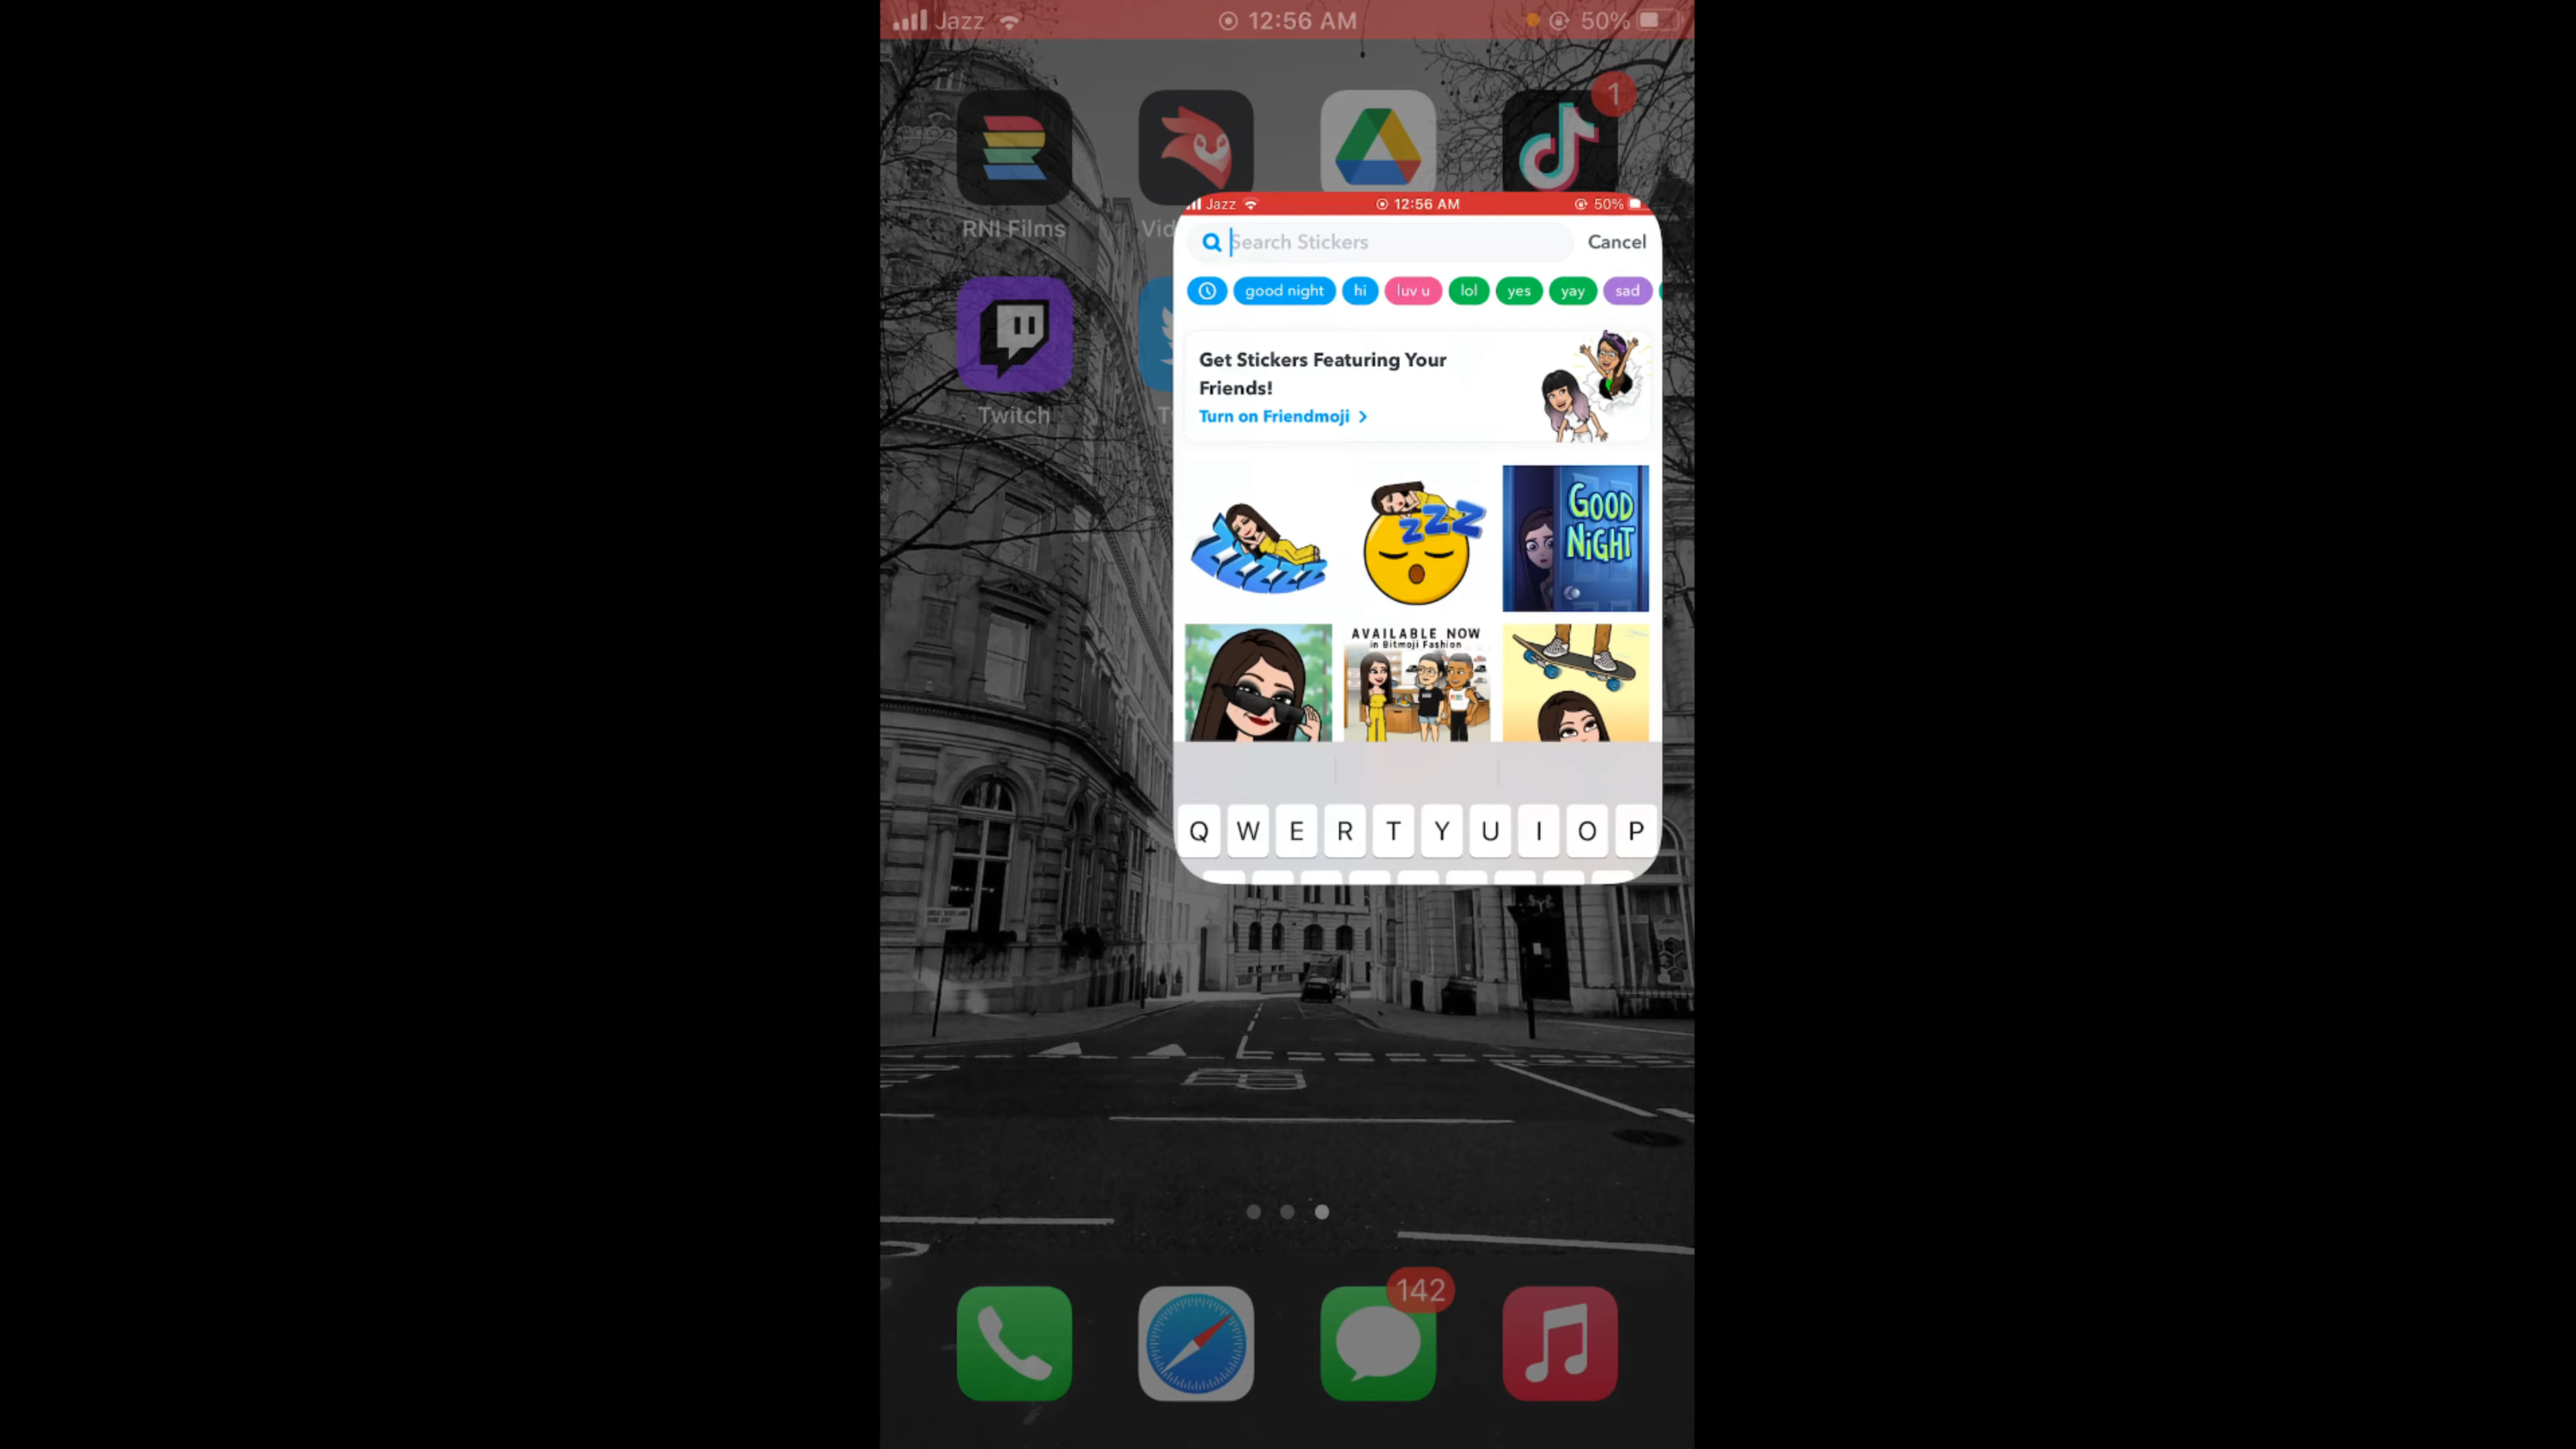 Jazz 12:56 AM 50%
1
RNI Films Vid
Twitch T
Jazz 12:56 AM 50%
Search Stickers Cancel
good night hi luv u lol yes yay sad
Get Stickers Featuring Your
Friends!
Turn on Friendmoji >
ZZZZZ
ZZZ
GOOD
NIGHT
AVAILABLE NOW
in Bitmoji Fashion
Q W E R T Y U I O P
142